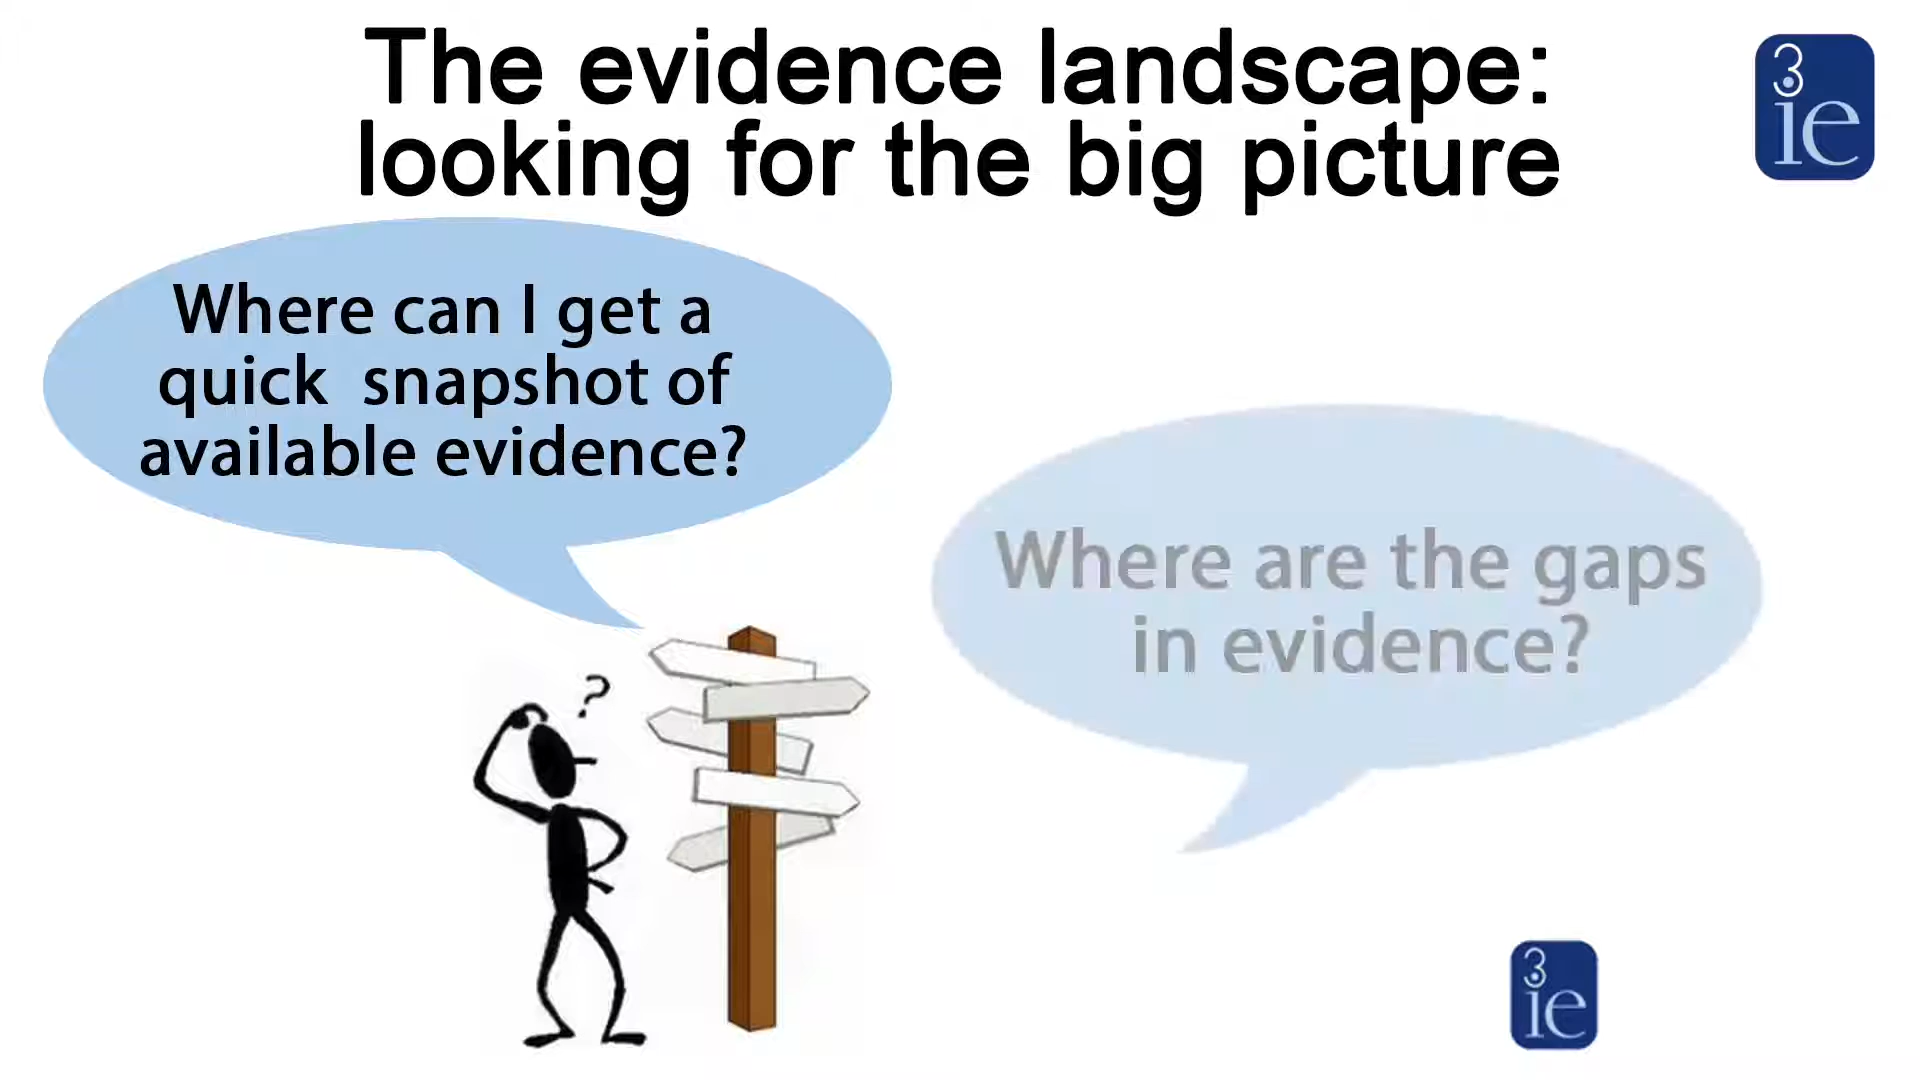 The evidence landscape:
looking for the big picture
3
ie
Where can I get a
quick snapshot of
available evidence?
Where are the gaps
in evidence?
?
3
ie